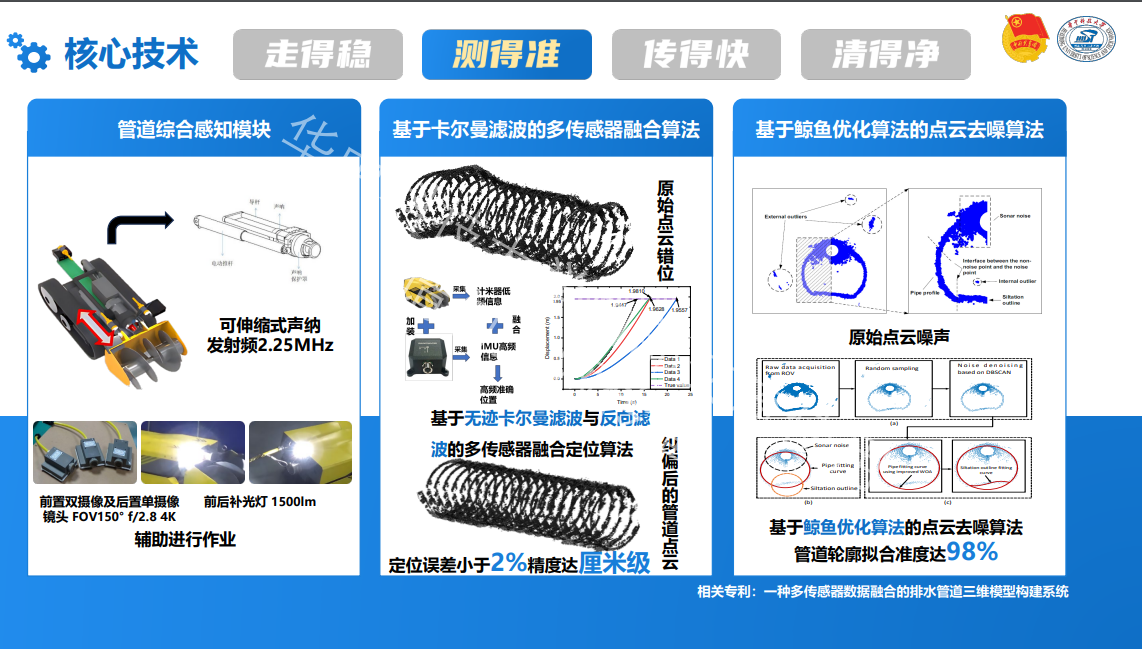 核心技术
走得稳
测得准
传得快
清得净
管道综合感知模块
导杆
声呐
电动推杆
声呐
保护罩
可伸缩式声纳
发射频2.25MHz
前置双摄像及后置单摄像
镜头 FOV150° f/2.8 4K
前后补光灯 1500lm
辅助进行作业
基于卡尔曼滤波的多传感器融合算法
原始点云错位
采集
计米器低
频信息
加装
融合
采集
iMU高频
信息
高频准确
位置
Displacement (m)
1.9810
1.9628
1.9557
Data 1
Data 2
Data 3
Data 4
True value
0 5 10 15 20 25
Time (s)
基于无迹卡尔曼滤波与反向滤
波的多传感器融合定位算法
纠偏后的管道点云
定位误差小于2%精度达厘米级
基于鲸鱼优化算法的点云去噪算法
External outliers
Sonar noise
Interface between the non-
noise point and the noise
point
Internal outlier
Pipe profile
Siltation
outline
原始点云噪声
Raw data acquisition
from ROV
Random sampling
Noise denoising
based on DBSCAN
(a)
Sonar noise
Pipe fitting
curve
Siltation outline
(b)
Pipe fitting curve
using improved WOA
Siltation outline fitting
curve
(c)
基于鲸鱼优化算法的点云去噪算法
管道轮廓拟合准度达98%
相关专利：一种多传感器数据融合的排水管道三维模型构建系统